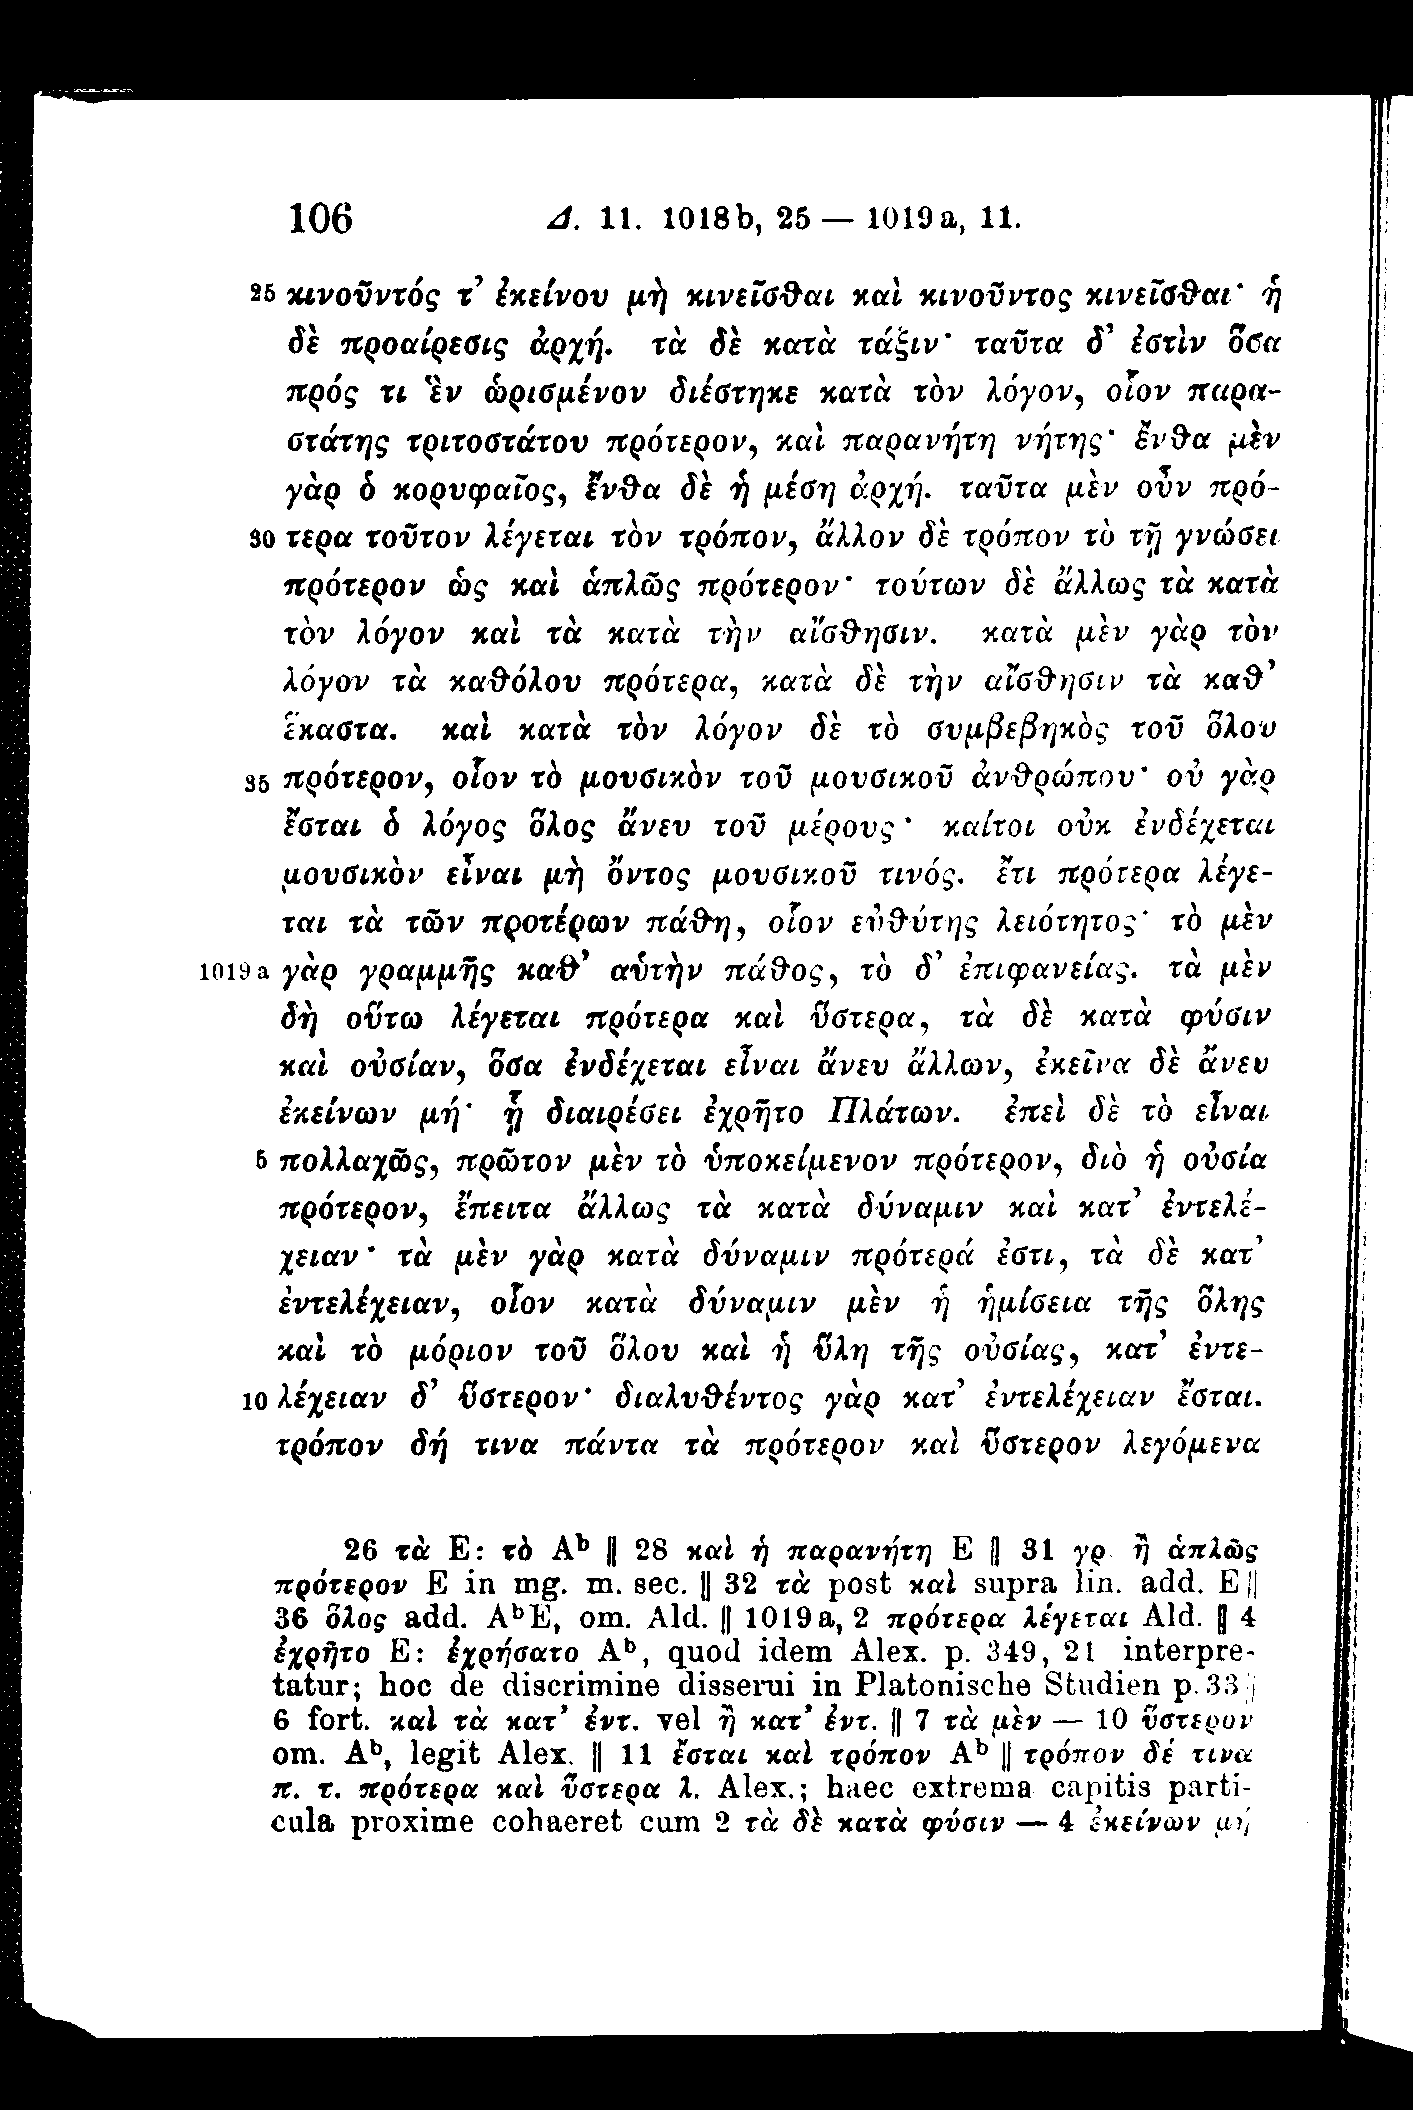 106 Δ. 11. 1018b, 25 — 1019a, 11.
25 κινοῦντός τ’ ἐκείνου μὴ κινεῖσθαι καὶ κινοῦντος κινεῖσθαι· ἡ
δὲ προαίρεσις ἀρχή. τὰ δὲ κατὰ τάξιν· ταῦτα δ’ ἐστὶν ὅσα
πρός τι ἓν ὡρισμένον διέστηκε κατὰ τὸν λόγον, οἷον παρα-
στάτης τριτοστάτου πρότερον, καὶ παρανήτη νήτης· ἔνθα μὲν
γὰρ ὁ κορυφαῖος, ἔνθα δὲ ἡ μέση ἀρχή. ταῦτα μὲν οὖν πρό-
30 τερα τοῦτον λέγεται τὸν τρόπον, ἄλλον δὲ τρόπον τὸ τῇ γνώσει
πρότερον ὡς καὶ ἁπλῶς πρότερον· τούτων δὲ ἄλλως τὰ κατὰ
τὸν λόγον καὶ τὰ κατὰ τὴν αἴσθησιν. κατὰ μὲν γὰρ τὸν
λόγον τὰ καθόλου πρότερα, κατὰ δὲ τὴν αἴσθησιν τὰ καθ’
ἕκαστα. καὶ κατὰ τὸν λόγον δὲ τὸ συμβεβηκὸς τοῦ ὅλου
35 πρότερον, οἷον τὸ μουσικὸν τοῦ μουσικοῦ ἀνθρώπου· οὐ γὰρ
ἔσται ὁ λόγος ὅλος ἄνευ τοῦ μέρους· καίτοι οὐκ ἐνδέχεται
μουσικὸν εἶναι μὴ ὄντος μουσικοῦ τινός. ἔτι πρότερα λέγε-
ται τὰ τῶν προτέρων πάθη, οἷον εὐθύτης λειότητος· τὸ μὲν
1019a γὰρ γραμμῆς καθ’ αὑτὴν πάθος, τὸ δ’ ἐπιφανείας. τὰ μὲν
δὴ οὕτω λέγεται πρότερα καὶ ὕστερα, τὰ δὲ κατὰ φύσιν
καὶ οὐσίαν, ὅσα ἐνδέχεται εἶναι ἄνευ ἄλλων, ἐκεῖνα δὲ ἄνευ
ἐκείνων μή· ᾗ διαιρέσει ἐχρῆτο Πλάτων. ἐπεὶ δὲ τὸ εἶναι
5 πολλαχῶς, πρῶτον μὲν τὸ ὑποκείμενον πρότερον, διὸ ἡ οὐσία
πρότερον, ἔπειτα ἄλλως τὰ κατὰ δύναμιν καὶ κατ’ ἐντελέ-
χειαν· τὰ μὲν γὰρ κατὰ δύναμιν πρότερά ἐστι, τὰ δὲ κατ’
ἐντελέχειαν, οἷον κατὰ δύναμιν μὲν ἡ ἡμίσεια τῆς ὅλης
καὶ τὸ μόριον τοῦ ὅλου καὶ ἡ ὕλη τῆς οὐσίας, κατ’ ἐντε-
10 λέχειαν δ’ ὕστερον· διαλυθέντος γὰρ κατ’ ἐντελέχειαν ἔσται.
τρόπον δή τινα πάντα τὰ πρότερον καὶ ὕστερον λεγόμενα
26 τὰ E: τὸ Aᵇ || 28 καὶ ἡ παρανήτη E || 31 γρ ἢ ἁπλῶς
πρότερον E in mg. m. sec. || 32 τὰ post καὶ supra lin. add. E ||
36 ὅλος add. AᵇE, om. Ald. || 1019a, 2 πρότερα λέγεται Ald. || 4
ἐχρῆτο E: ἐχρήσατο Aᵇ, quod idem Alex. p. 349, 21 interpre-
tatur; hoc de discrimine disserui in Platonische Studien p. 33 ||
6 fort. καὶ τὰ κατ’ ἐντ. vel ἢ κατ’ ἐντ. || 7 τὰ μὲν — 10 ὕστερον
om. Aᵇ, legit Alex. || 11 ἔσται καὶ τρόπον Aᵇ || τρόπον δέ τινα
π. τ. πρότερα καὶ ὕστερα λ. Alex.; haec extrema capitis parti-
cula proxime cohaeret cum 2 τὰ δὲ κατὰ φύσιν — 4 ἐκείνων μή